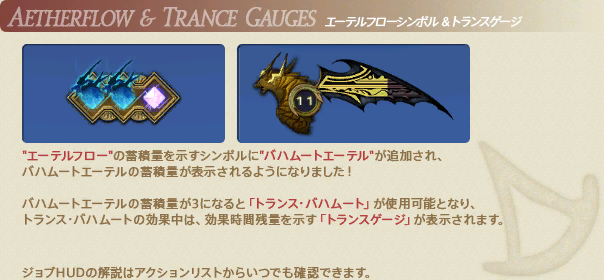 AETHERFLOW & TRANCE GAUGES エーテルフローシンボル &トランスゲージ
11
"エーテルフロー"の蓄積量を示すシンボルに"バハムートエーテル"が追加され、
バハムートエーテルの蓄積量が表示されるようになりました！
バハムートエーテルの蓄積量が3になると「トランス・バハムート」が使用可能となり、
トランス・バハムートの効果中は、効果時間残量を示す「トランスゲージ」が表示されます。
ジョブHUDの解説はアクションリストからいつでも確認できます。